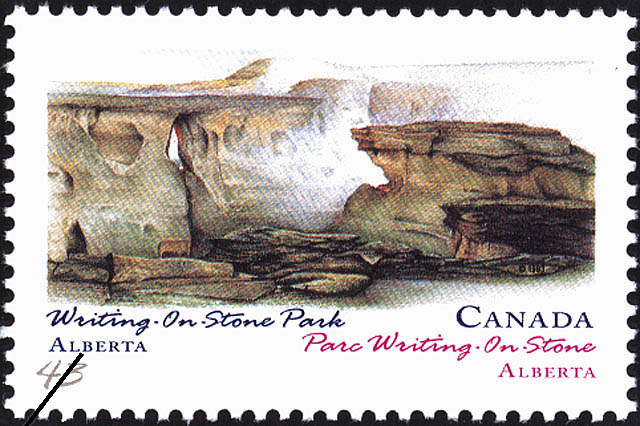 Writing-On-Stone Park
CANADA
ALBERTA
Parc Writing-On-Stone
ALBERTA
43